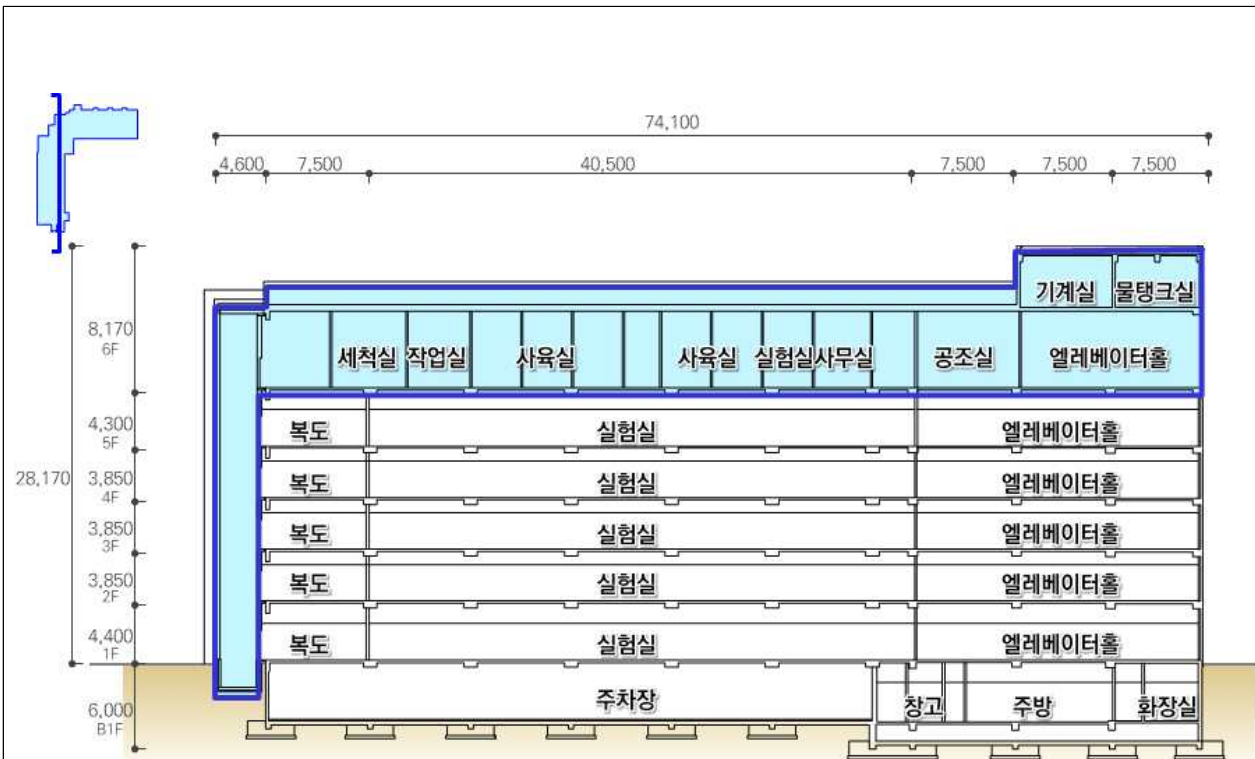 74,100
4,600 7,500 40,500 7,500 7,500 7,500
기계실 물탱크실
8,170
6F
세척실 작업실 사육실 사육실 실험실 사무실 공조실 엘레베이터홀
4,300
5F
복도 실험실 엘레베이터홀
28,170
3,850
4F
복도 실험실 엘레베이터홀
3,850
3F
복도 실험실 엘레베이터홀
3,850
2F
복도 실험실 엘레베이터홀
4,400
1F
복도 실험실 엘레베이터홀
6,000
B1F
주차장 창고 주방 화장실